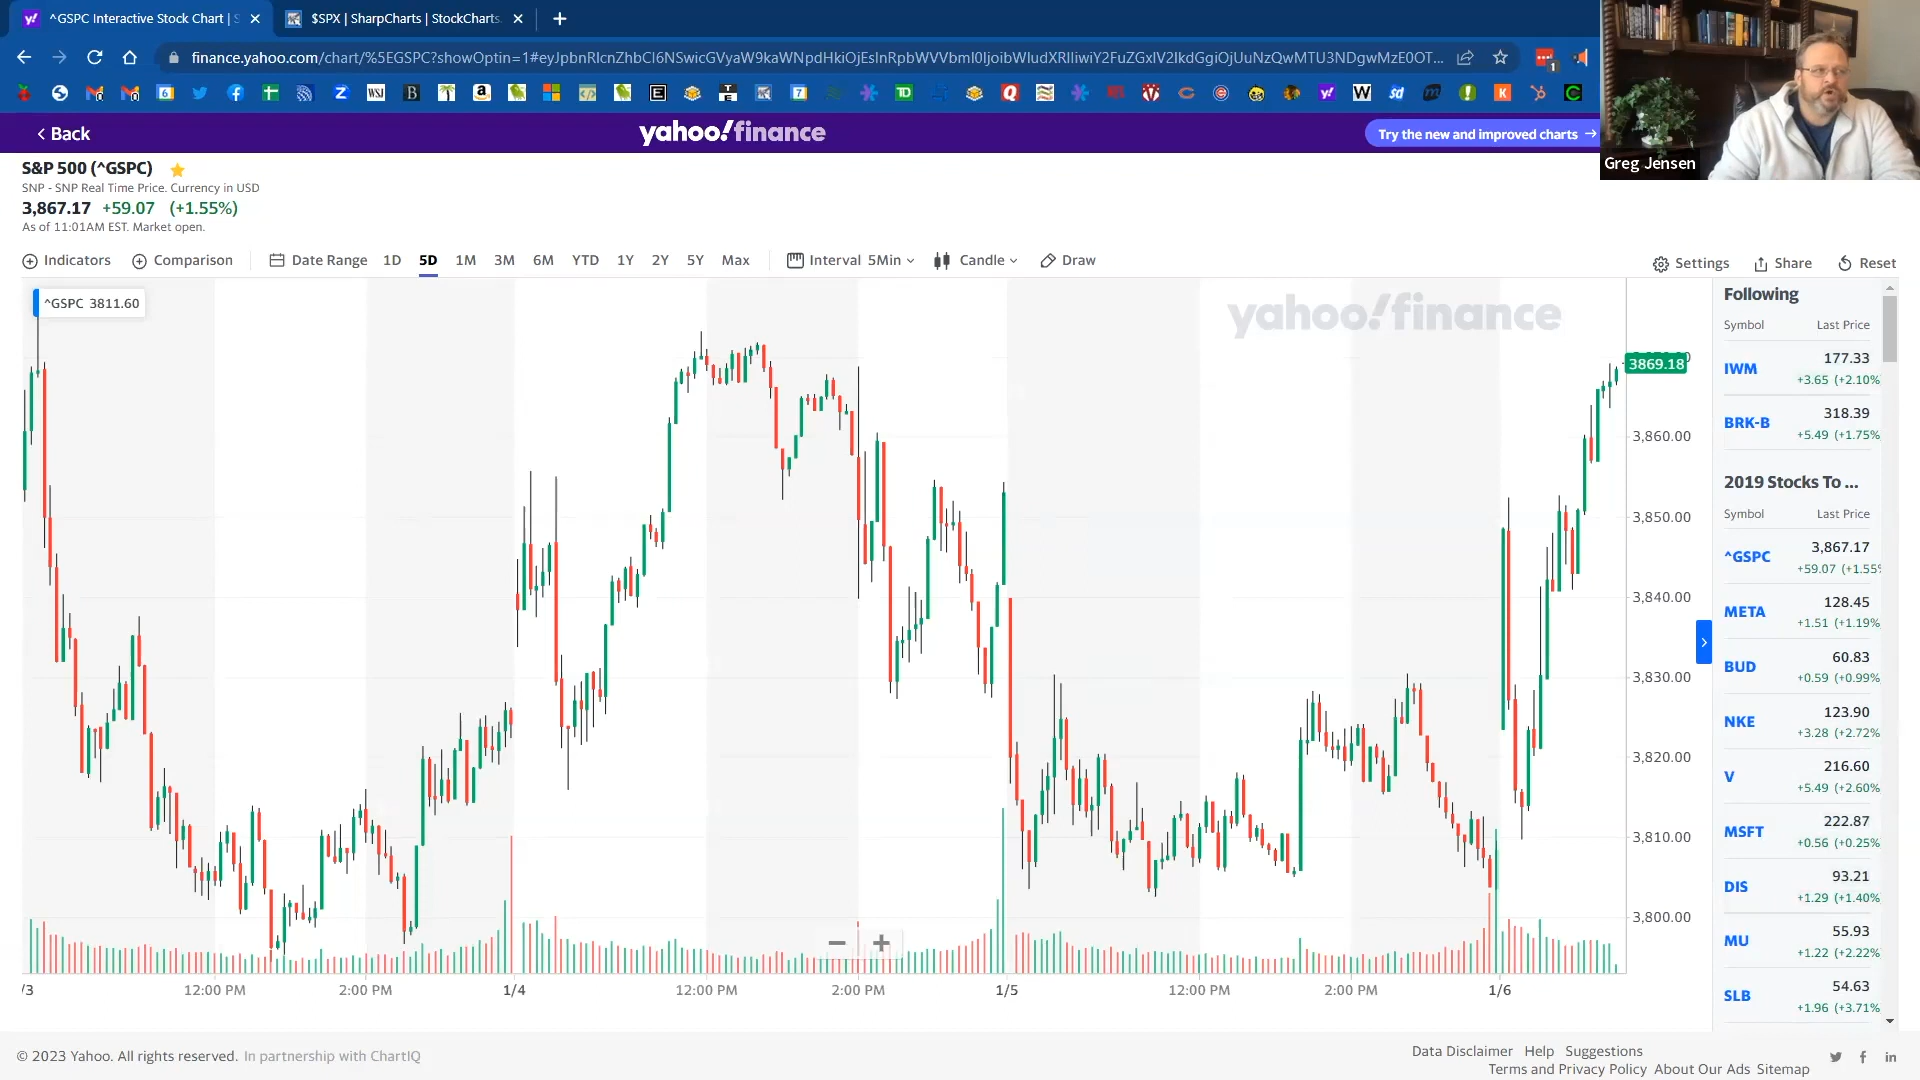 ^GSPC Interactive Stock Chart | S
$SPX | SharpCharts | StockCharts.
finance.yahoo.com/chart/%5EGSPC?showOptin=1#
Back
yahoo!finance
Try the new and improved charts
Greg Jensen
S&P 500 (^GSPC)
SNP - SNP Real Time Price. Currency in USD
3,867.17 +59.07 (+1.55%)
As of 11:01AM EST. Market open.
Indicators Comparison Date Range 1D 5D 1M 3M 6M YTD 1Y 2Y 5Y Max Interval 5Min Candle Draw
Settings Share Reset
^GSPC 3811.60
yahoo!finance
3869.18
3,860.00
3,850.00
3,840.00
3,830.00
3,820.00
3,810.00
3,800.00
/3 12:00 PM 2:00 PM 1/4 12:00 PM 2:00 PM 1/5 12:00 PM 2:00 PM 1/6
Following
Symbol Last Price
IWM 177.33
+3.65 (+2.10%
BRK-B 318.39
+5.49 (+1.75%
2019 Stocks To ...
Symbol Last Price
^GSPC 3,867.17
+59.07 (+1.55%
META 128.45
+1.51 (+1.19%
BUD 60.83
+0.59 (+0.99%
NKE 123.90
+3.28 (+2.72%
V 216.60
+5.49 (+2.60%
MSFT 222.87
+0.56 (+0.25%
DIS 93.21
+1.29 (+1.40%
MU 55.93
+1.22 (+2.22%
SLB 54.63
+1.96 (+3.71%
© 2023 Yahoo. All rights reserved. In partnership with ChartIQ
Data Disclaimer Help Suggestions
Terms and Privacy Policy About Our Ads Sitemap